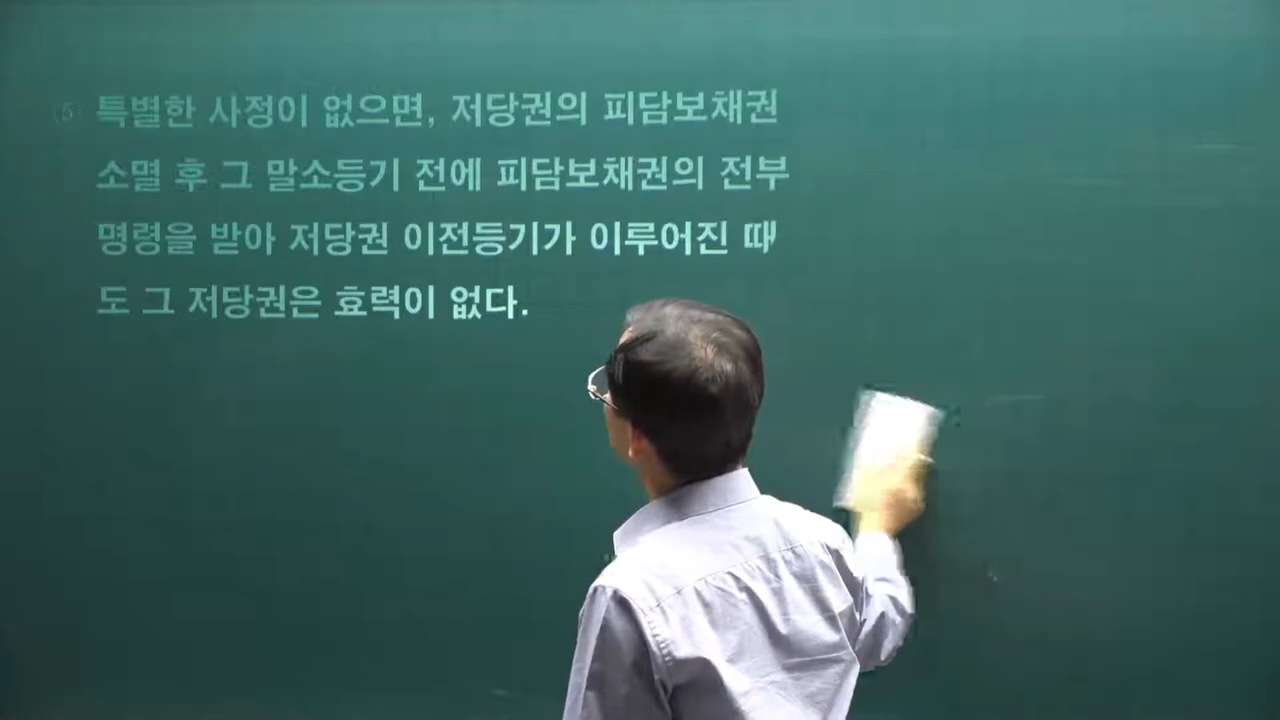 (5) 특별한 사정이 없으면, 저당권의 피담보채권
소멸 후 그 말소등기 전에 피담보채권의 전부
명령을 받아 저당권 이전등기가 이루어진 때
도 그 저당권은 효력이 없다.